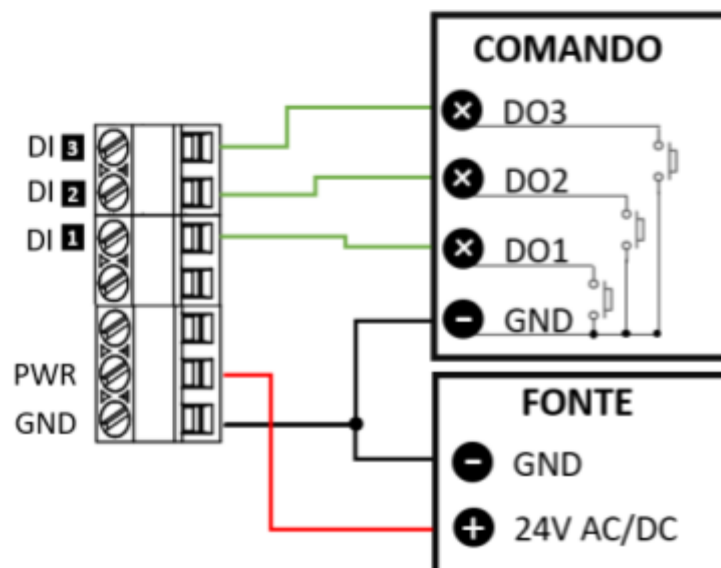 COMANDO
DO3
DI 3
DO2
DI 2
DI 1
DO1
GND
PWR
FONTE
GND
GND
24V AC/DC